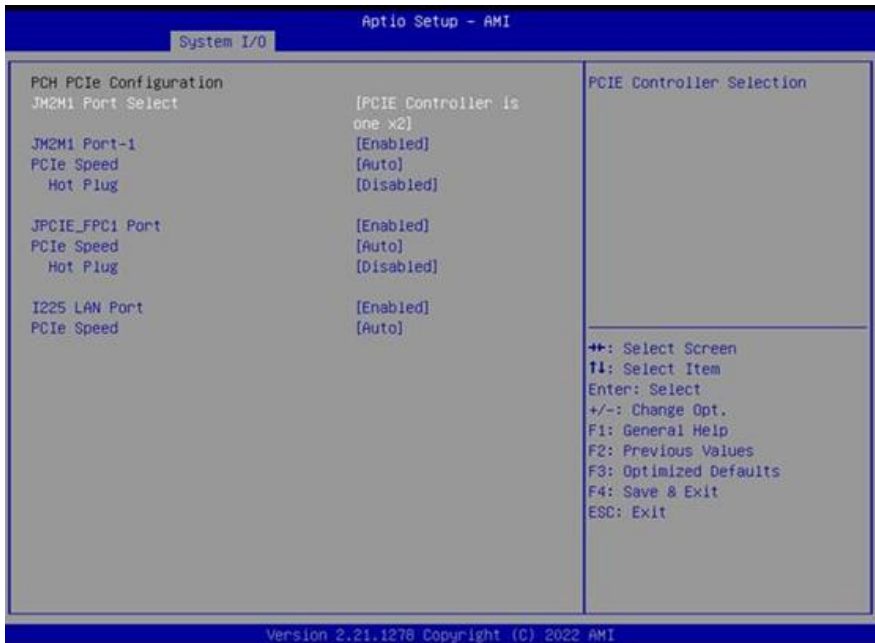 Aptio Setup - AMI
System I/O
PCH PCIe Configuration
JM2M1 Port Select [PCIE Controller is
one x2]
JM2M1 Port-1 [Enabled]
PCIe Speed [Auto]
Hot Plug [Disabled]
JPCIE_FPC1 Port [Enabled]
PCIe Speed [Auto]
Hot Plug [Disabled]
I225 LAN Port [Enabled]
PCIe Speed [Auto]
PCIE Controller Selection
→←: Select Screen
↑↓: Select Item
Enter: Select
+/-: Change Opt.
F1: General Help
F2: Previous Values
F3: Optimized Defaults
F4: Save & Exit
ESC: Exit
Version 2.21.1278 Copyright (C) 2022 AMI